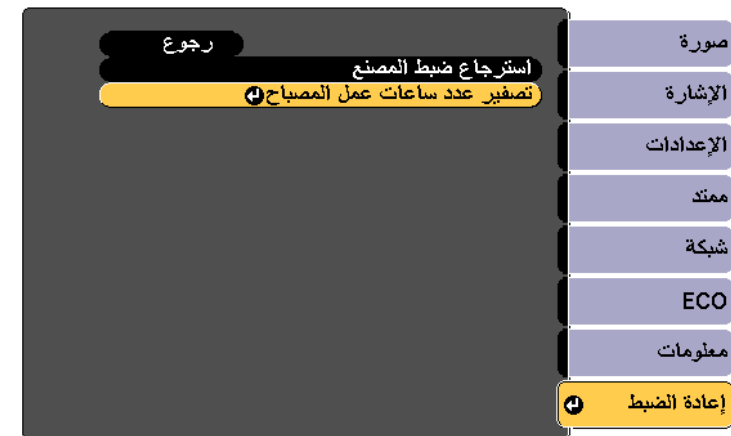 صورة
الإشارة
الإعدادات
ممتد
شبكة
ECO
معلومات
إعادة الضبط
رجوع
استرجاع ضبط المصنع
تصفير عدد ساعات عمل المصباح